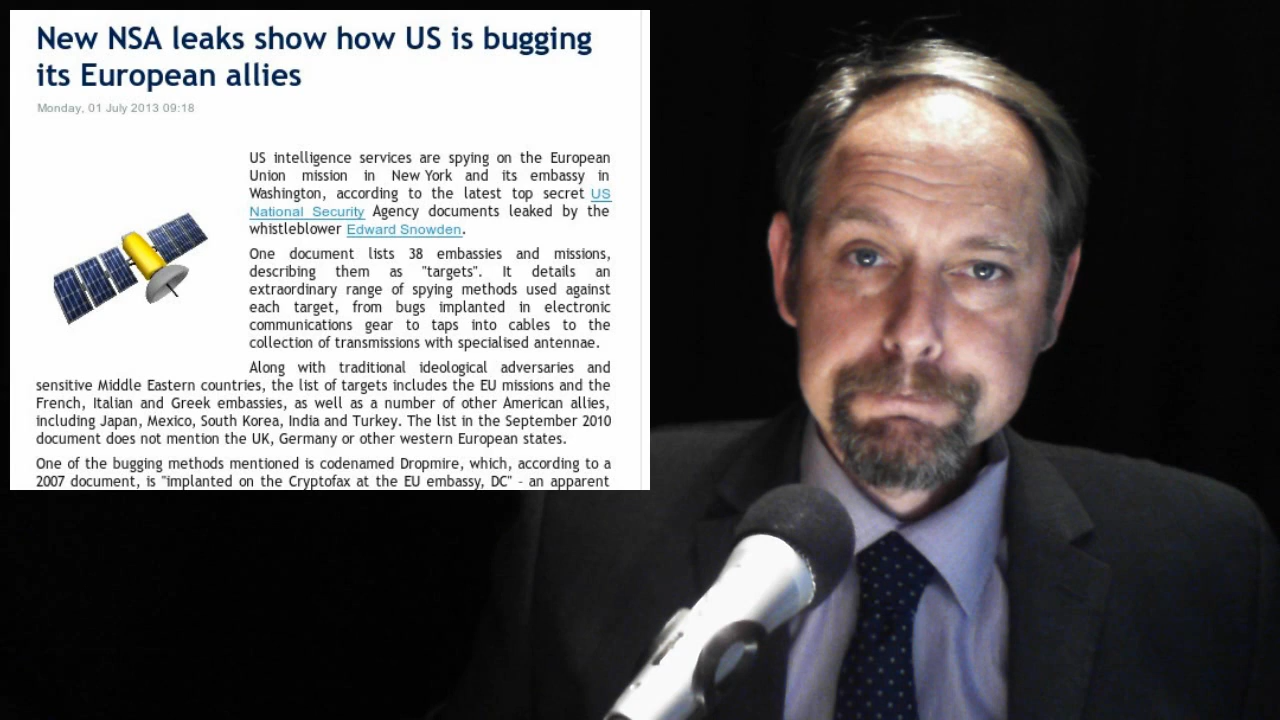 New NSA leaks show how US is bugging
its European allies
Monday, 01 July 2013 09:18
US intelligence services are spying on the European
Union mission in New York and its embassy in
Washington, according to the latest top secret US
National Security Agency documents leaked by the
whistleblower Edward Snowden.
One document lists 38 embassies and missions,
describing them as "targets". It details an
extraordinary range of spying methods used against
each target, from bugs implanted in electronic
communications gear to taps into cables to the
collection of transmissions with specialised antennae.
Along with traditional ideological adversaries and
sensitive Middle Eastern countries, the list of targets includes the EU missions and the
French, Italian and Greek embassies, as well as a number of other American allies,
including Japan, Mexico, South Korea, India and Turkey. The list in the September 2010
document does not mention the UK, Germany or other western European states.
One of the bugging methods mentioned is codenamed Dropmire, which, according to a
2007 document, is "implanted on the Cryptofax at the EU embassy, DC" - an apparent